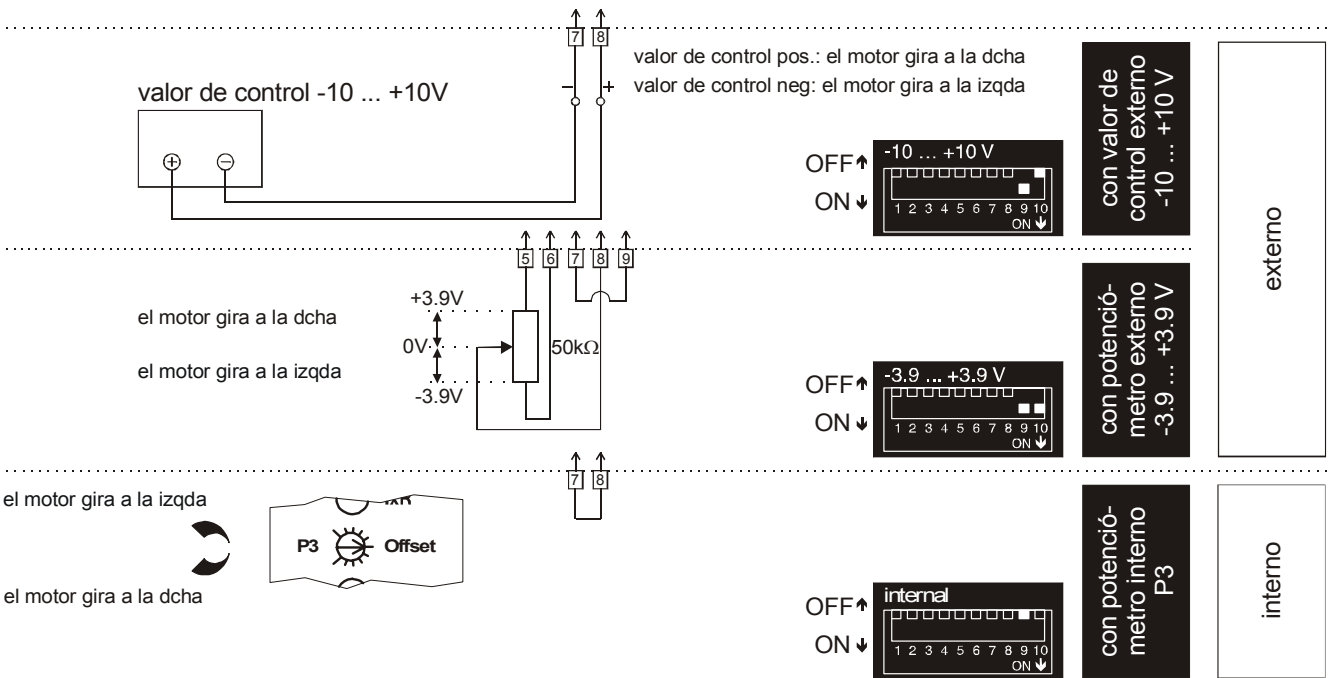 7 8
valor de control pos.: el motor gira a la dcha
valor de control neg: el motor gira a la izqda
valor de control -10 ... +10V
- +
+ -
OFF
ON
-10 ... +10 V
1 2 3 4 5 6 7 8 9 10
ON
con valor de
control externo
-10 ... +10 V
externo
5 6 7 8 9
+3.9V
el motor gira a la dcha
0V
50kΩ
el motor gira a la izqda
-3.9V
OFF
ON
-3.9 ... +3.9 V
1 2 3 4 5 6 7 8 9 10
ON
con potenció-
metro externo
-3.9 ... +3.9 V
7 8
el motor gira a la izqda
P3 Offset
el motor gira a la dcha
OFF
ON
internal
1 2 3 4 5 6 7 8 9 10
ON
con potenció-
metro interno
P3
interno